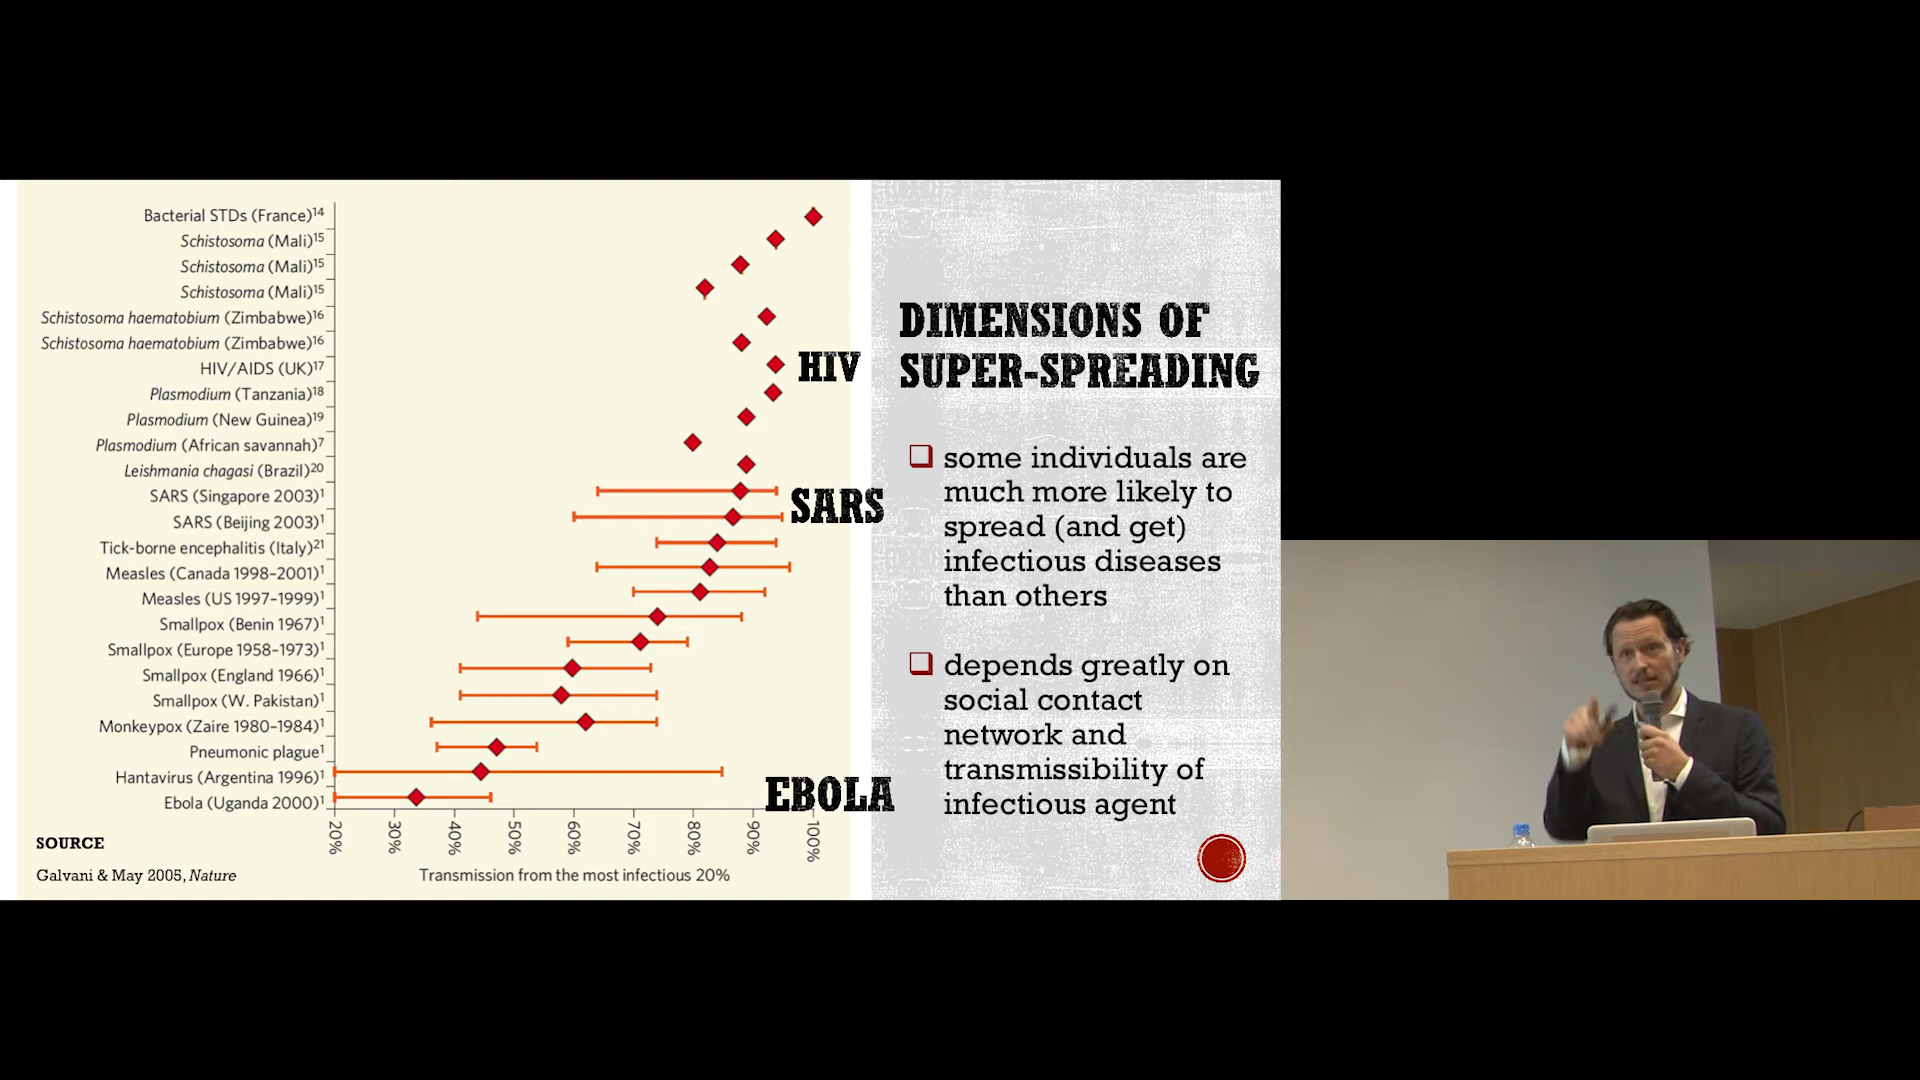 Bacterial STDs (France)¹⁴
Schistosoma (Mali)¹⁵
Schistosoma (Mali)¹⁵
Schistosoma (Mali)¹⁵
Schistosoma haematobium (Zimbabwe)¹⁶
Schistosoma haematobium (Zimbabwe)¹⁶
HIV/AIDS (UK)¹⁷
Plasmodium (Tanzania)¹⁸
Plasmodium (New Guinea)¹⁹
Plasmodium (African savannah)⁷
Leishmania chagasi (Brazil)²⁰
SARS (Singapore 2003)¹
SARS (Beijing 2003)¹
Tick-borne encephalitis (Italy)²¹
Measles (Canada 1998–2001)¹
Measles (US 1997–1999)¹
Smallpox (Benin 1967)¹
Smallpox (Europe 1958–1973)¹
Smallpox (England 1966)¹
Smallpox (W. Pakistan)¹
Monkeypox (Zaire 1980–1984)¹
Pneumonic plague¹
Hantavirus (Argentina 1996)¹
Ebola (Uganda 2000)¹
HIV
SARS
EBOLA
20% 30% 40% 50% 60% 70% 80% 90% 100%
Transmission from the most infectious 20%
SOURCE
Galvani & May 2005, Nature
DIMENSIONS OF
SUPER-SPREADING
some individuals are
much more likely to
spread (and get)
infectious diseases
than others
depends greatly on
social contact
network and
transmissibility of
infectious agent